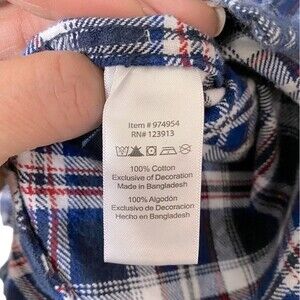 Item # 974954
RN# 123913
100% Cotton
Exclusive of Decoration
Made in Bangladesh
100% Algodón
Exclusivo de Decoracion
Hecho en Bangladesh